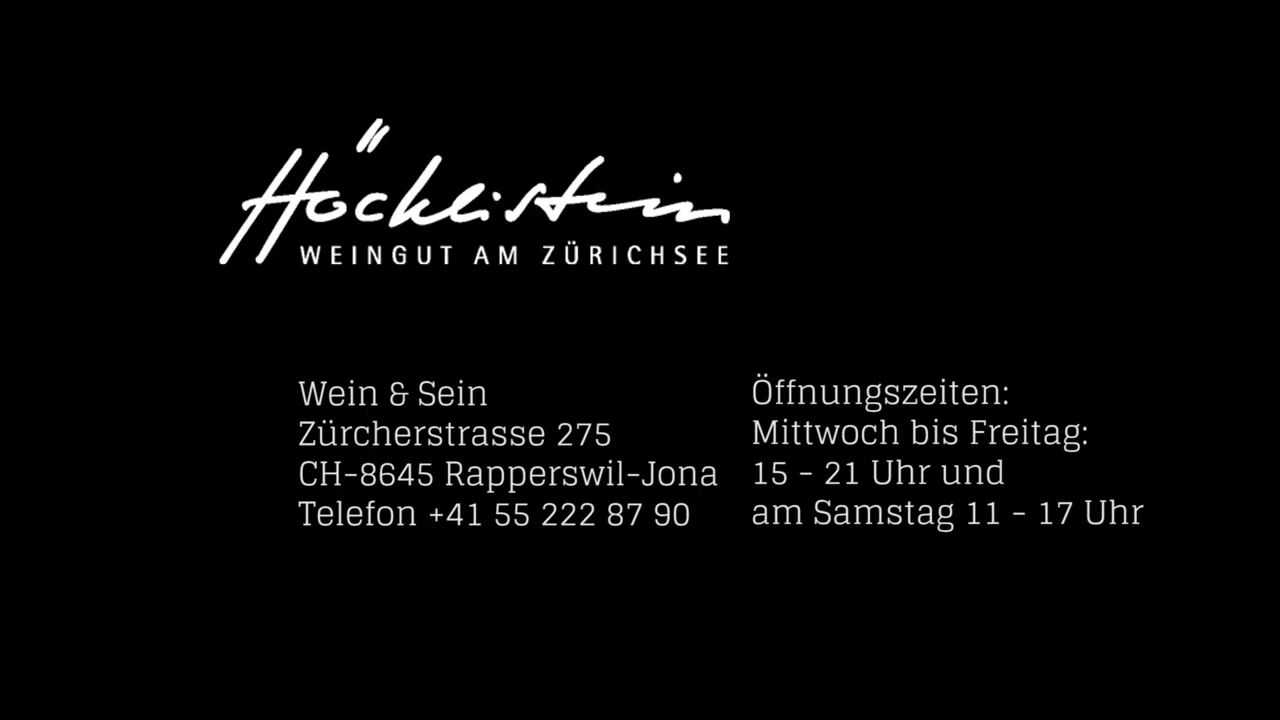 Höcklistein
WEINGUT AM ZÜRICHSEE
Wein & Sein
Zürcherstrasse 275
CH-8645 Rapperswil-Jona
Telefon +41 55 222 87 90
Öffnungszeiten:
Mittwoch bis Freitag:
15 - 21 Uhr und
am Samstag 11 - 17 Uhr